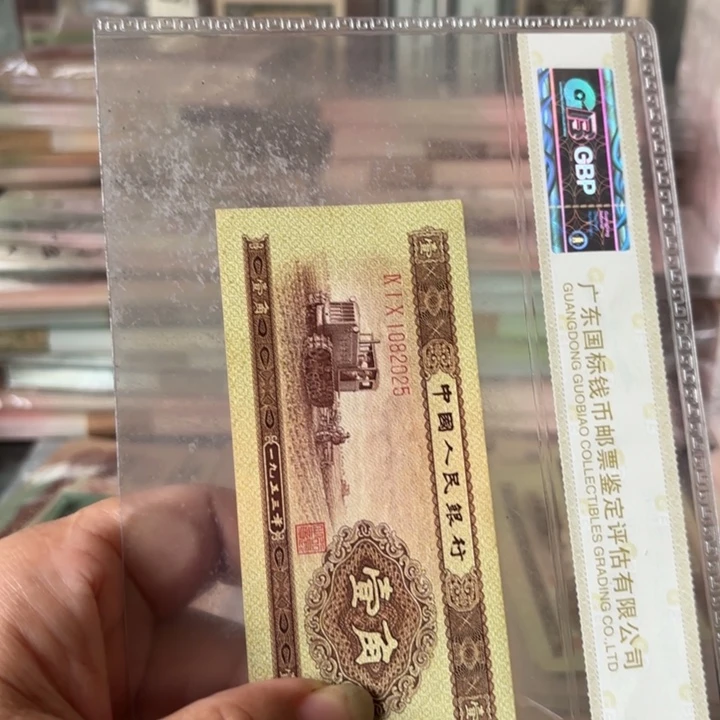 GBP
广东国标钱币邮票鉴定评估有限公司
GUANGDONG GUOBIAO COLLECTIBLES GRADING CO.,LTD
中國人民銀行
IX I X 1082025
壹角
一九五三年
壹角
壹